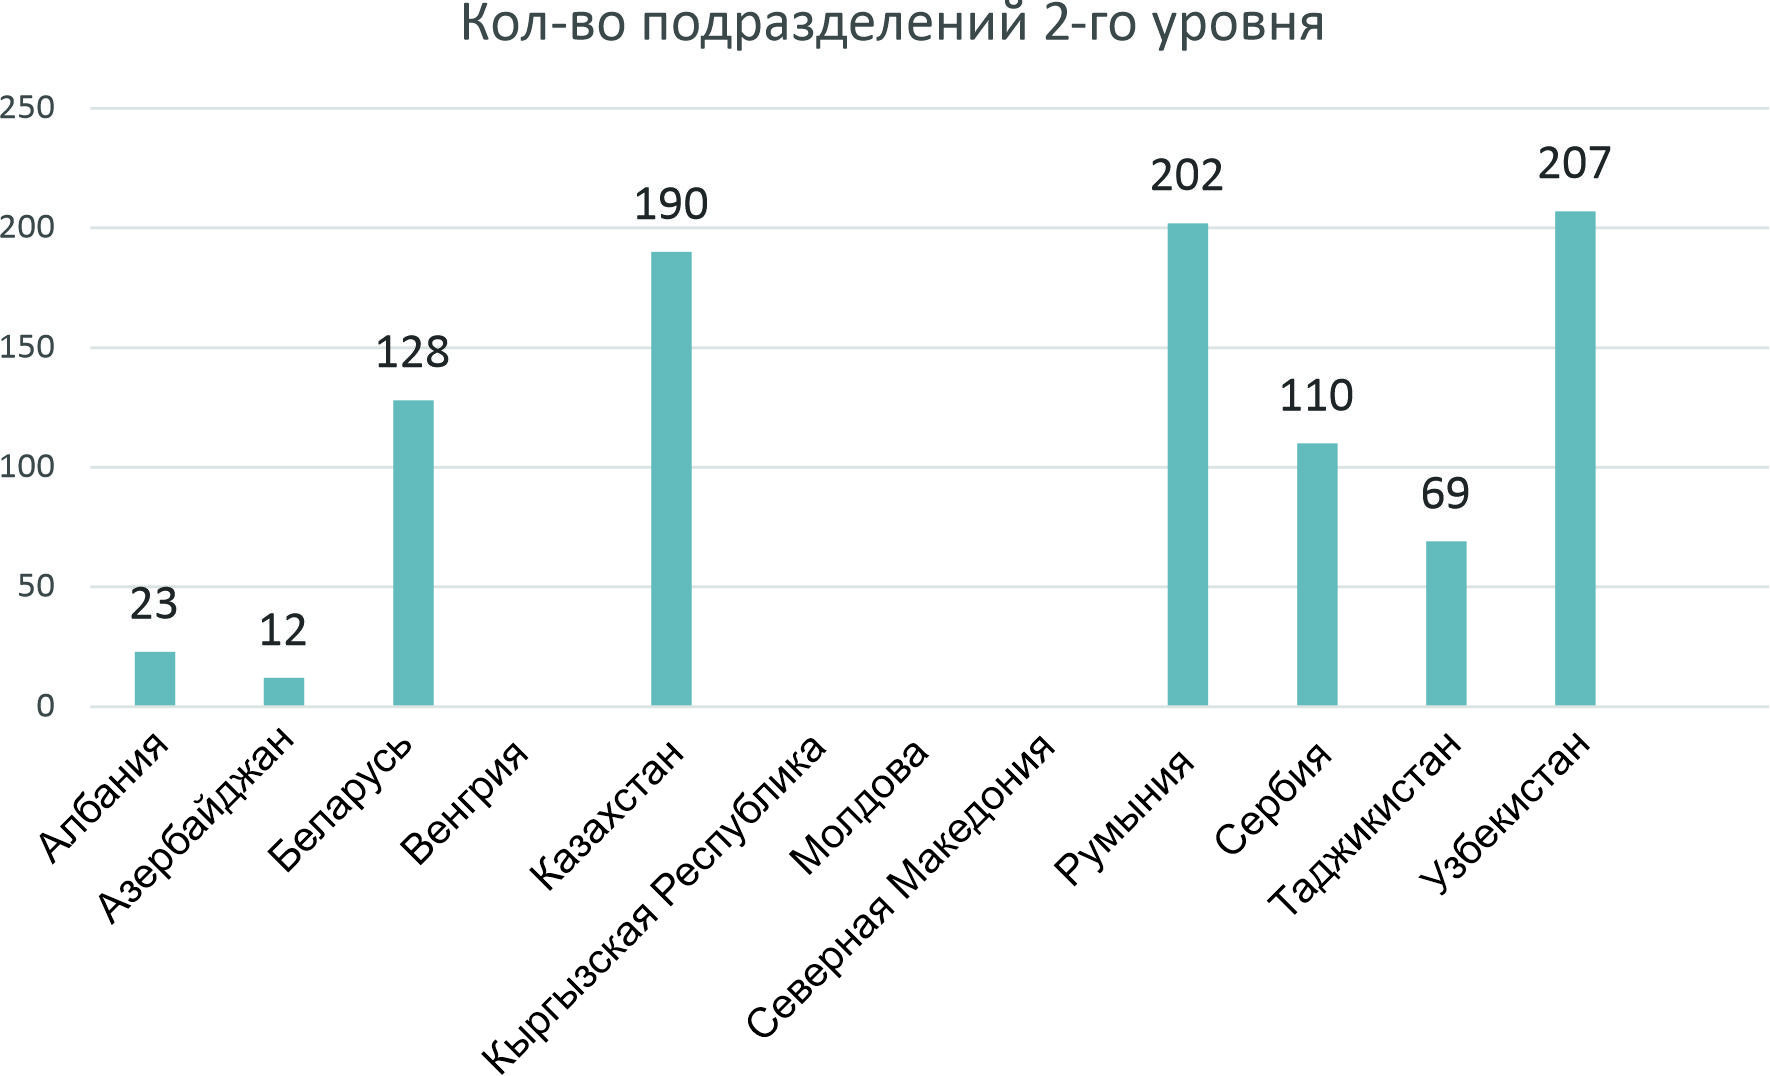 Кол-во подразделений 2-го уровня
250
200
150
100
50
0
23
12
128
190
202
110
69
207
Албания
Азербайджан
Беларусь
Венгрия
Казахстан
Кыргызская Республика
Молдова
Северная Македония
Румыния
Сербия
Таджикистан
Узбекистан